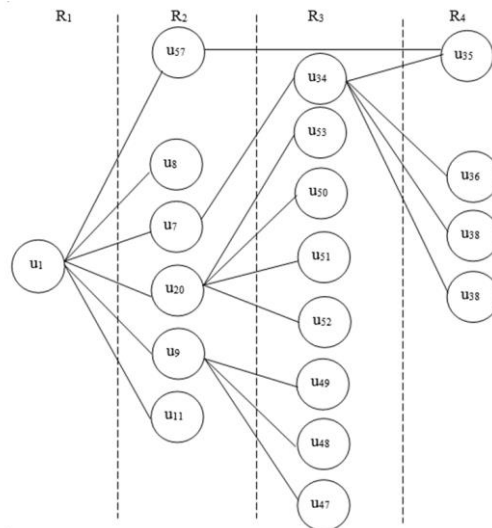 R₁ R₂ R₃ R₄
u₅₇ u₃₅
u₃₄
u₅₃
u₈ u₃₆
u₅₀
u₇ u₃₈
u₁ u₅₁
u₂₀ u₃₈
u₅₂
u₉
u₄₉
u₁₁
u₄₈
u₄₇